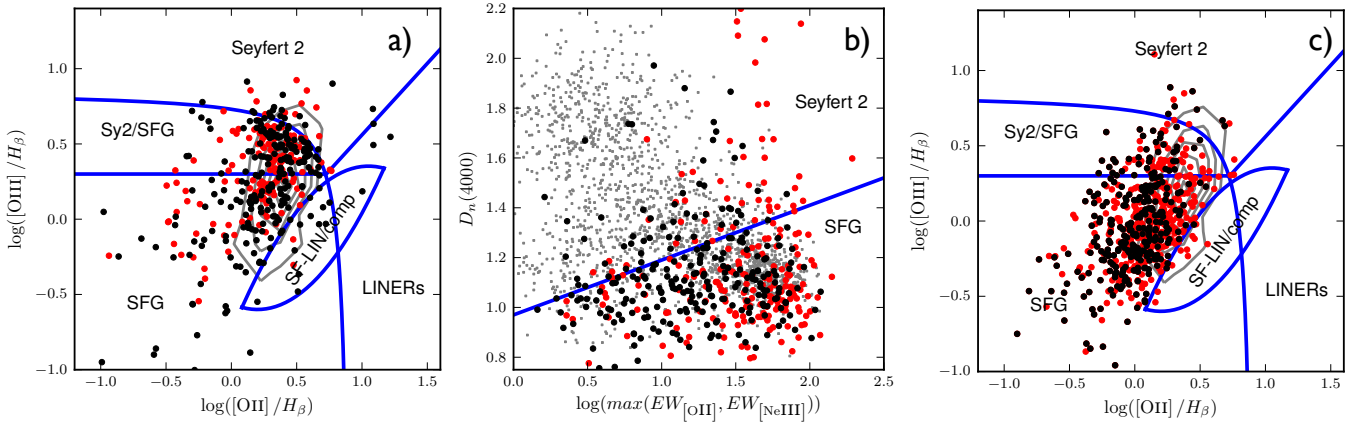 a)
Seyfert 2
Sy2/SFG
SF-LIN/comp
SFG
LINERs
1.0
0.5
0.0
−0.5
−1.0
−1.0 −0.5 0.0 0.5 1.0 1.5
log([OIII]/Hβ)
log([OII]/Hβ)
b)
Seyfert 2
SFG
2.2
2.0
1.8
1.6
1.4
1.2
1.0
0.8
0.0 0.5 1.0 1.5 2.0 2.5
Dn(4000)
log(max(EW[OII], EW[NeIII]))
c)
Seyfert 2
Sy2/SFG
SF-LIN/comp
SFG
LINERs
1.0
0.5
0.0
−0.5
−1.0
−1.0 −0.5 0.0 0.5 1.0 1.5
log([OIII]/Hβ)
log([OII]/Hβ)